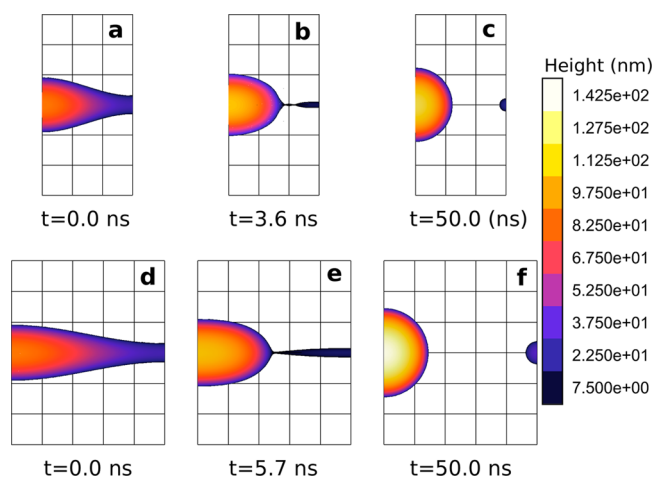 a
b
c
Height (nm)
1.425e+02
1.275e+02
1.125e+02
9.750e+01
8.250e+01
6.750e+01
5.250e+01
3.750e+01
2.250e+01
7.500e+00
t=0.0 ns
t=3.6 ns
t=50.0 (ns)
d
e
f
t=0.0 ns
t=5.7 ns
t=50.0 ns